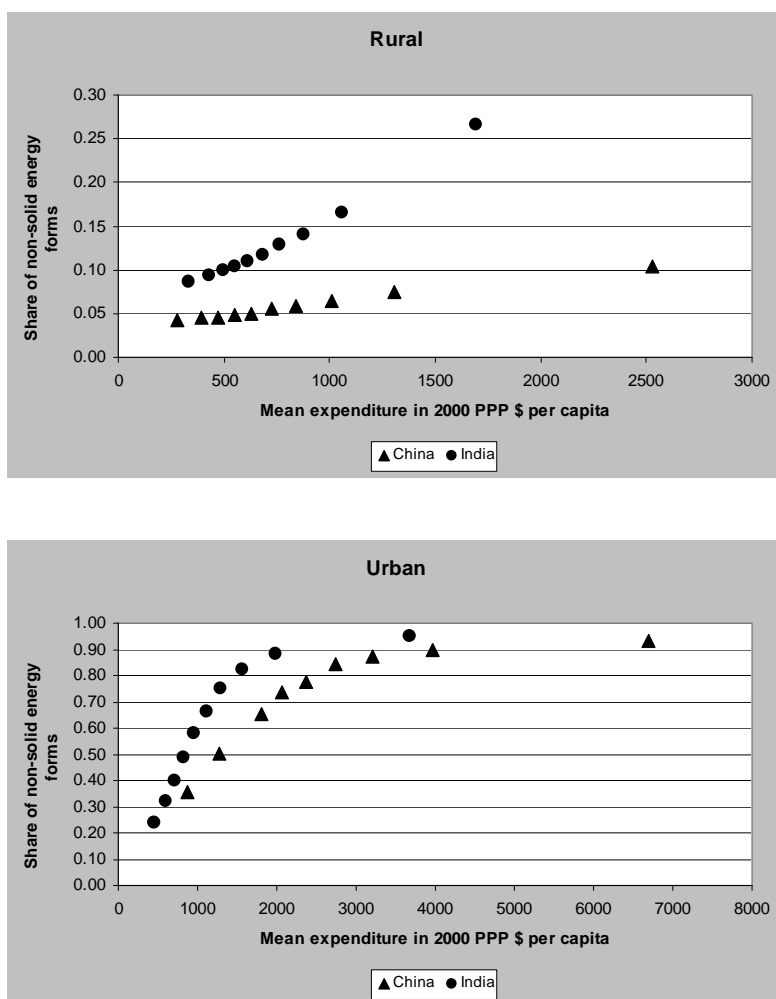 Rural
0.30
0.25
0.20
0.15
0.10
0.05
0.00
Share of non-solid energy
forms
0 500 1000 1500 2000 2500 3000
Mean expenditure in 2000 PPP $ per capita
China India
Urban
1.00
0.90
0.80
0.70
0.60
0.50
0.40
0.30
0.20
0.10
0.00
Share of non-solid energy
forms
0 1000 2000 3000 4000 5000 6000 7000 8000
Mean expenditure in 2000 PPP $ per capita
China India